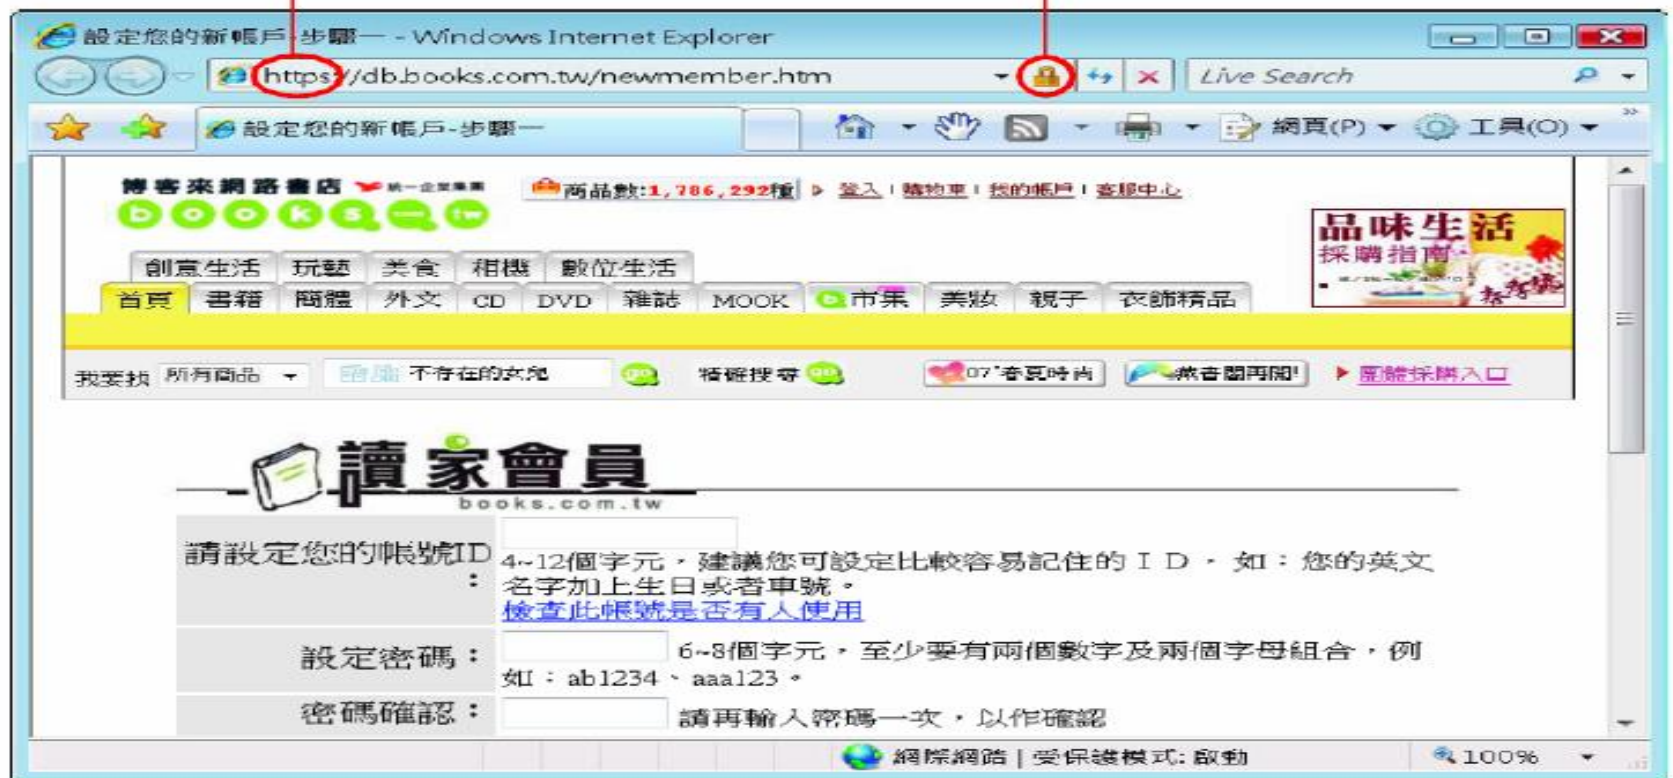 設定您的新帳戶-步驟一 - Windows Internet Explorer
https://db.books.com.tw/newmember.htm
Live Search
設定您的新帳戶-步驟一
網頁(P)
工具(O)
博客來網路書店 統一企業集團
商品數:1,786,292種 登入 | 購物車 | 我的帳戶 | 客服中心
books.tw
品味生活
採購指南
創意生活 玩藝 美食 相機 數位生活
首頁 書籍 簡體 外文 CD DVD 雜誌 MOOK 市集 美妝 親子 衣飾精品
我要找 所有商品 不存在的女兒 go 精確搜尋 go 07'春夏時尚 團體採購入口
讀家會員
books.com.tw
請設定您的帳號ID:
4~12個字元,建議您可設定比較容易記住的ID,如:您的英文
名字加上生日或者車號。
檢查此帳號是否有人使用
設定密碼: 6~8個字元,至少要有兩個數字及兩個字母組合,例
如:ab1234、aaa123。
密碼確認: 請再輸入密碼一次,以作確認
網際網路 | 受保護模式: 啟動 100%